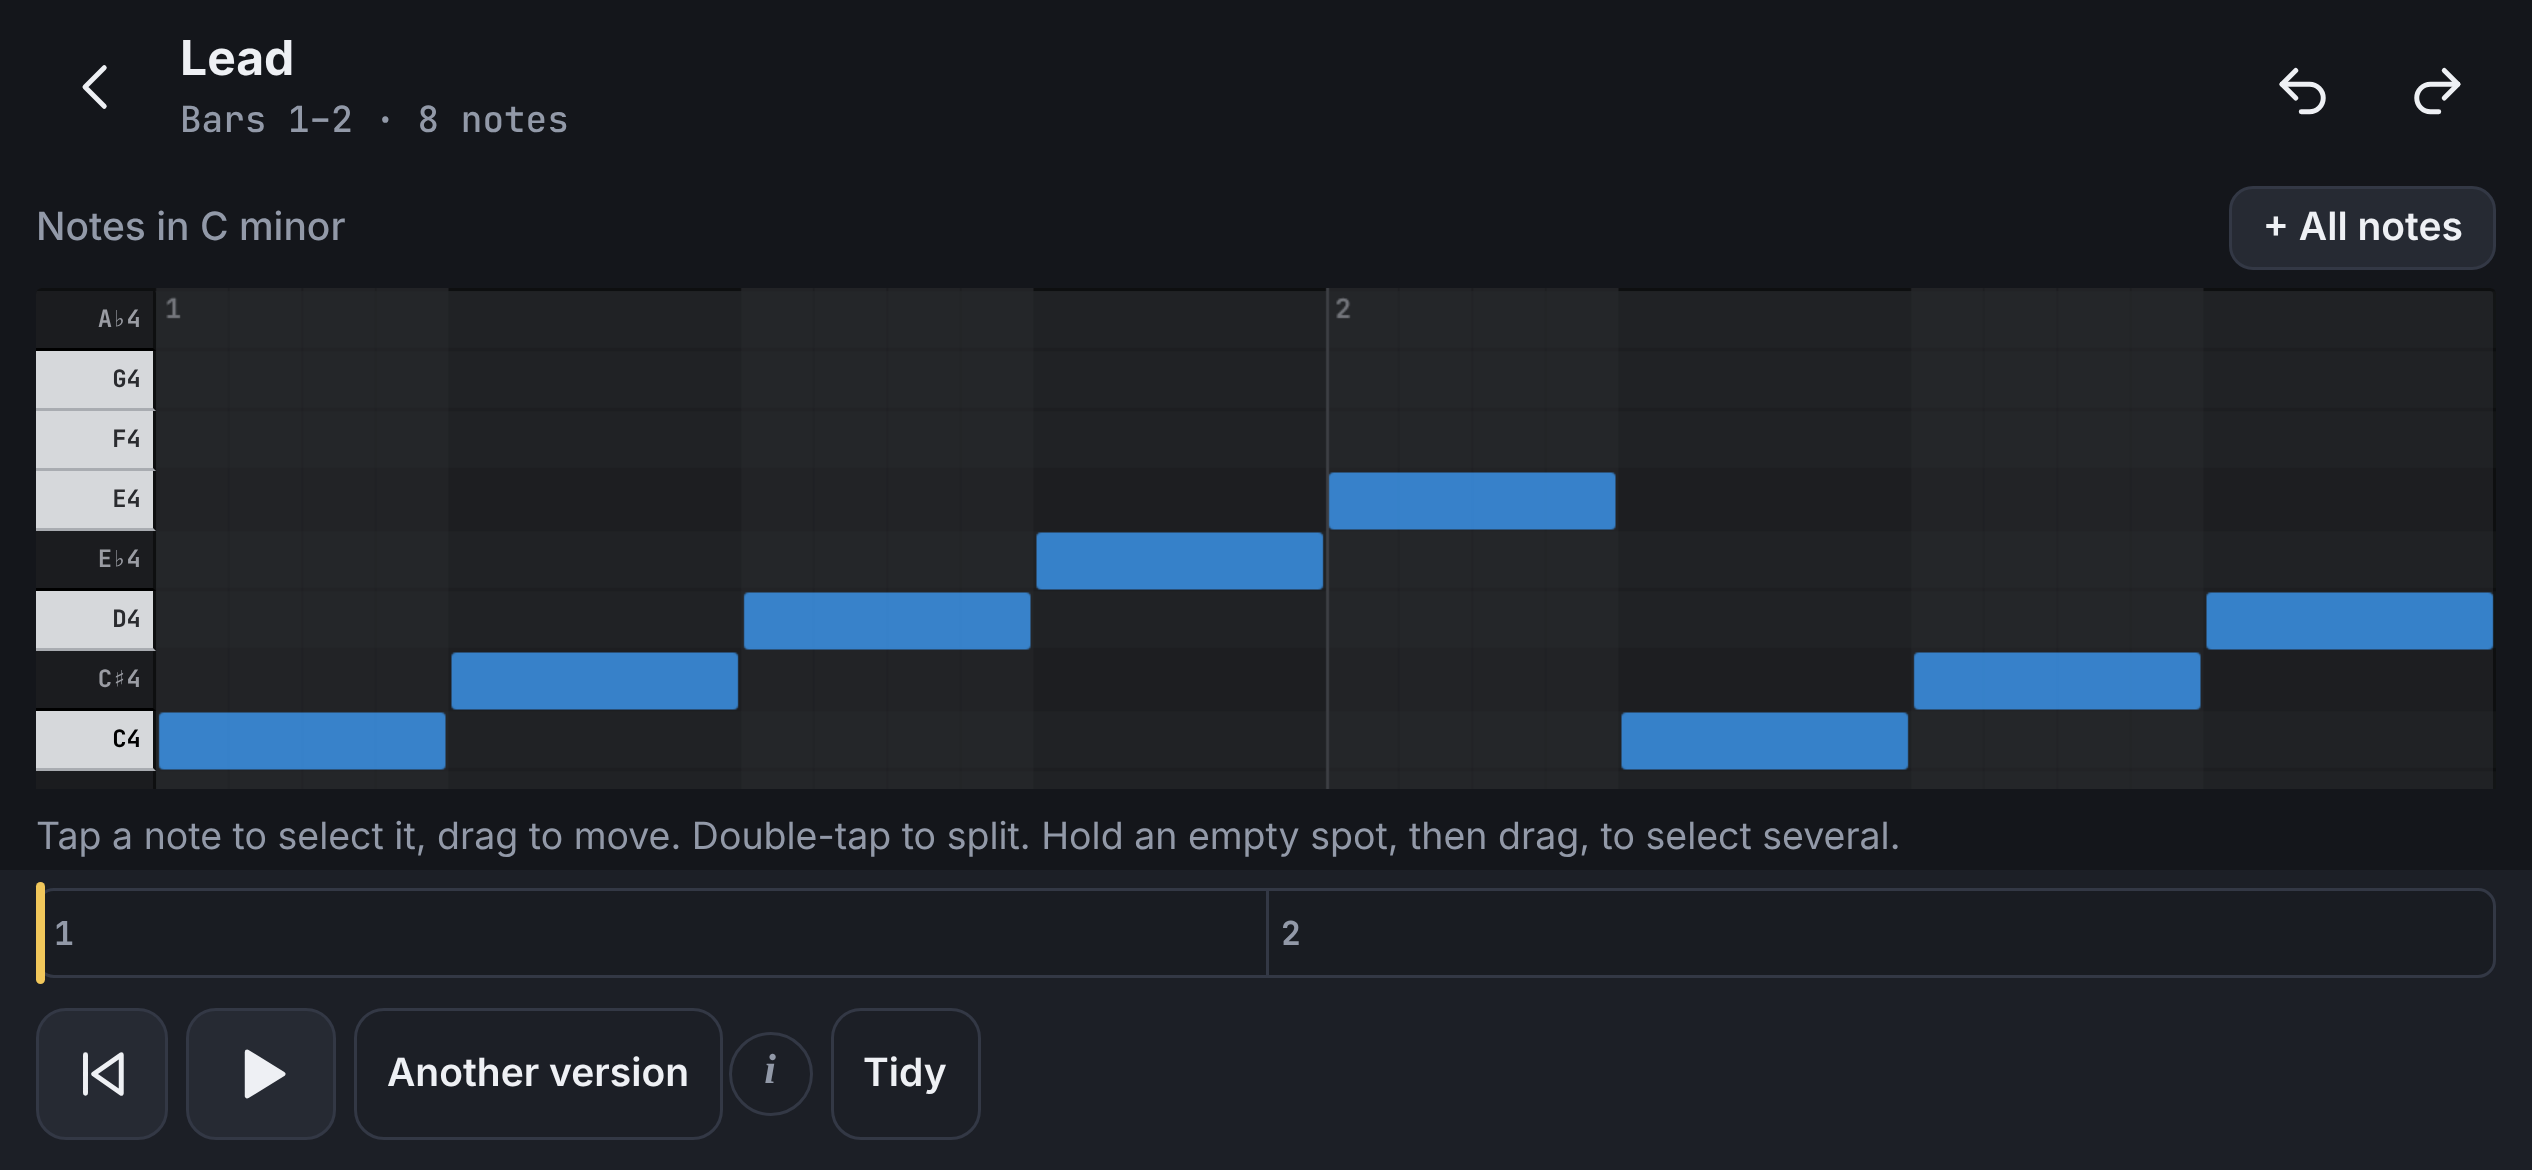 Lead
Bars 1–2 · 8 notes
Notes in C minor
+ All notes
1
2
A♭4
G4
F4
E4
E♭4
D4
C♯4
C4
Tap a note to select it, drag to move. Double-tap to split. Hold an empty spot, then drag, to select several.
1
2
Another version
i
Tidy